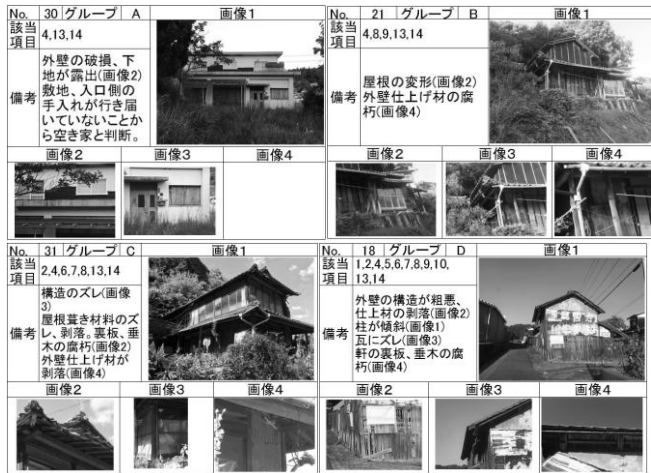 No. 30 グループ A 画像1
該当項目 4,13,14
備考 外壁の破損、下
地が露出(画像2)
敷地、入口側の
手入れが行き届
いていないことか
ら空き家と判断。
画像2 画像3 画像4
No. 21 グループ B 画像1
該当項目 4,8,9,13,14
備考 屋根の変形(画像2)
外壁仕上げ材の腐
朽(画像4)
画像2 画像3 画像4
No. 31 グループ C 画像1
該当項目 2,4,6,7,8,13,14
備考 構造のズレ(画像
3)
屋根葺き材料のズ
レ、剥落。裏板、垂
木の腐朽(画像2)
外壁仕上げ材が
剥落(画像4)
画像2 画像3 画像4
No. 18 グループ D 画像1
該当項目 1,2,4,5,6,7,8,9,10,
13,14
備考 外壁の構造が粗悪、
仕上材の剥落(画像2)
柱が傾斜(画像1)
瓦にズレ(画像3)
軒の裏板、垂木の腐
朽(画像4)
画像2 画像3 画像4